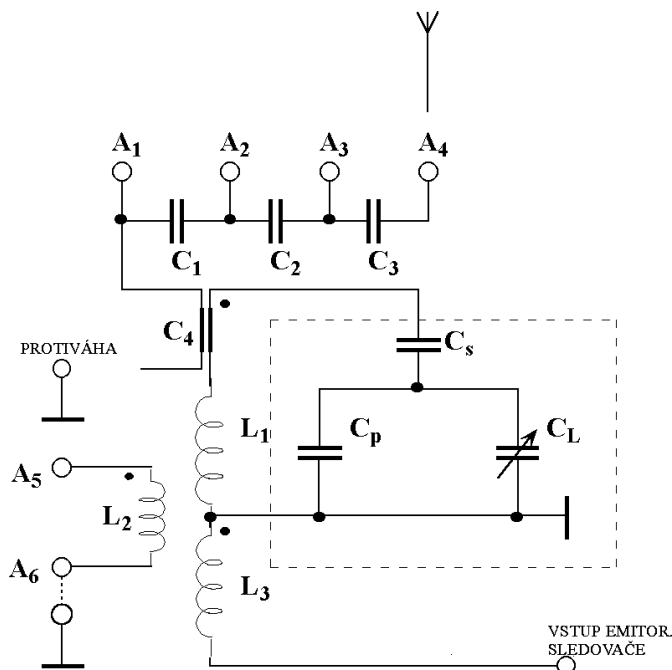 A1 A2 A3 A4
C1 C2 C3
C4
Cs
PROTIVÁHA
L1
Cp CL
A5
L2
A6
L3
VSTUP EMITOR.
SLEDOVAČE